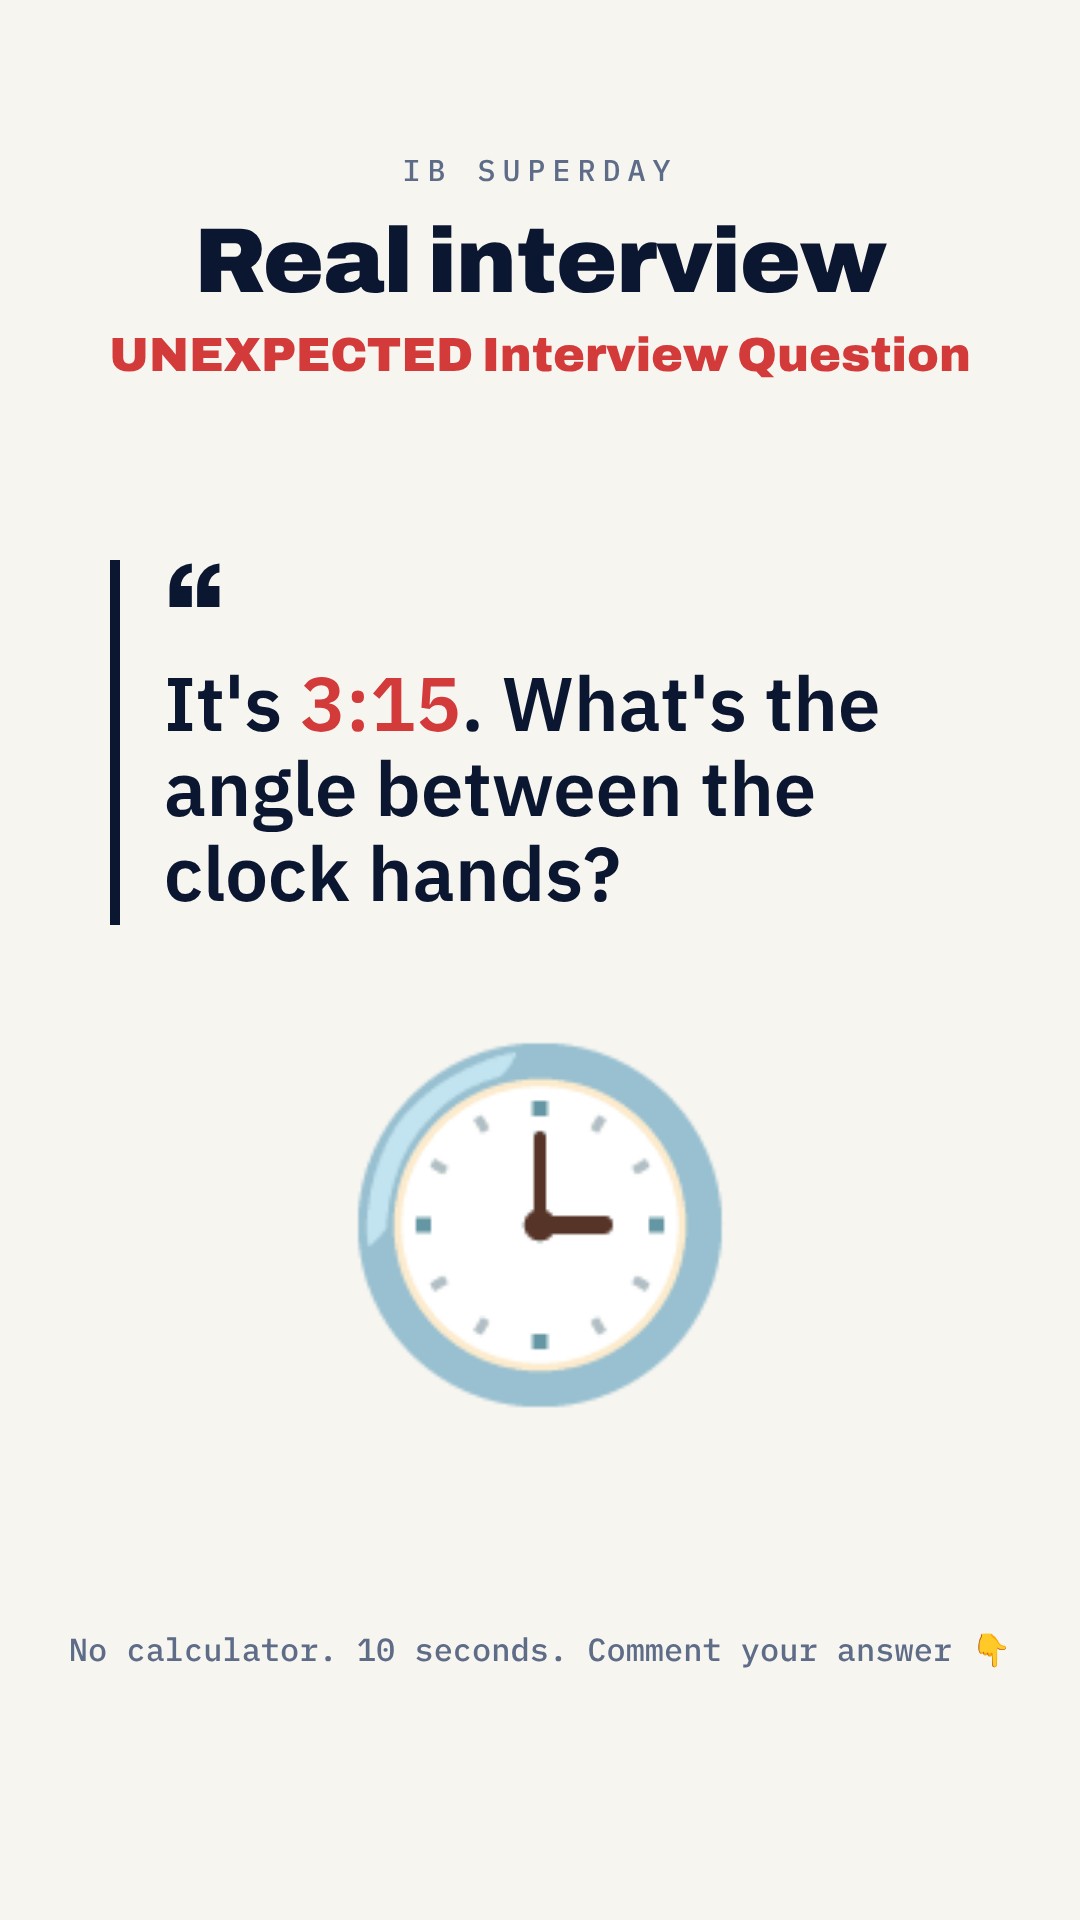 IB SUPERDAY
Real interview
UNEXPECTED Interview Question
“
It's 3:15. What's the
angle between the
clock hands?
No calculator. 10 seconds. Comment your answer 👇